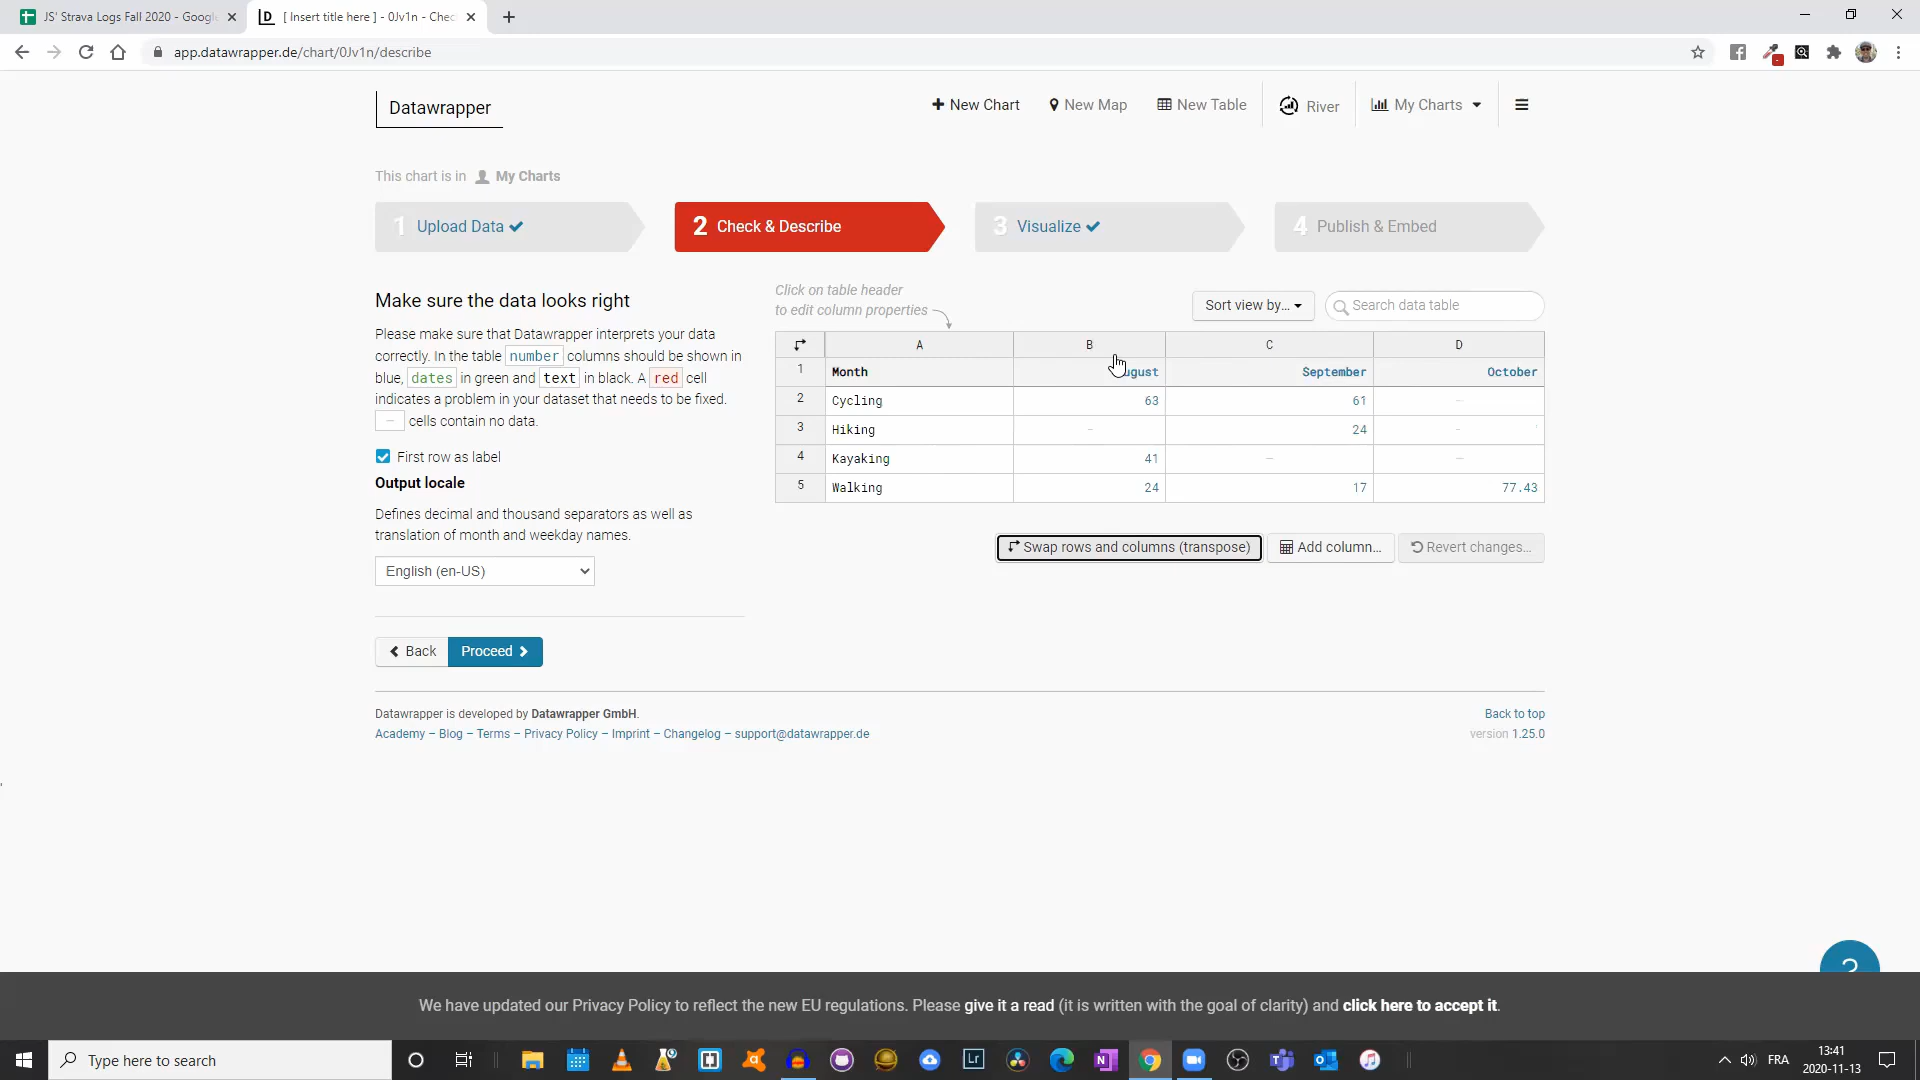 JS' Strava Logs Fall 2020 - Googl
[ Insert title here ] - 0Jv1n - Chec
app.datawrapper.de/chart/0Jv1n/describe
Datawrapper
New Chart
New Map
New Table
River
My Charts
This chart is in My Charts
1 Upload Data
2 Check & Describe
3 Visualize
4 Publish & Embed
Make sure the data looks right
Please make sure that Datawrapper interprets your data
correctly. In the table number columns should be shown in
blue, dates in green and text in black. A red cell
indicates a problem in your dataset that needs to be fixed.
– cells contain no data.
First row as label
Output locale
Defines decimal and thousand separators as well as
translation of month and weekday names.
English (en-US)
Back
Proceed
Click on table header
to edit column properties
Sort view by...
Search data table
A B C D
1 Month ugust September October
2 Cycling 63 61 –
3 Hiking – 24 –
4 Kayaking 41 – –
5 Walking 24 17 77.43
Swap rows and columns (transpose)
Add column...
Revert changes...
Datawrapper is developed by Datawrapper GmbH.
Academy – Blog – Terms – Privacy Policy – Imprint – Changelog – support@datawrapper.de
Back to top
version 1.25.0
?
We have updated our Privacy Policy to reflect the new EU regulations. Please give it a read (it is written with the goal of clarity) and click here to accept it.
Type here to search
Lr
FRA
13:41
2020-11-13